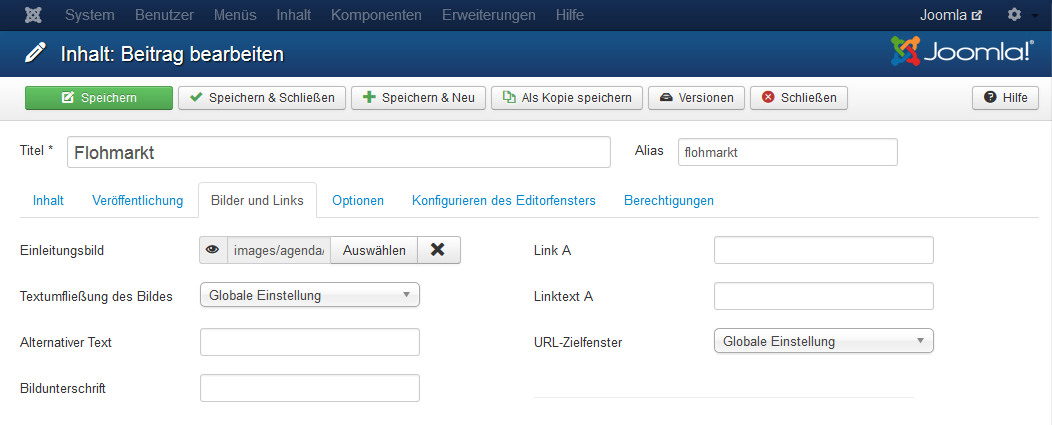 System Benutzer Menüs Inhalt Komponenten Erweiterungen Hilfe Joomla
Inhalt: Beitrag bearbeiten Joomla!®
Speichern Speichern & Schließen Speichern & Neu Als Kopie speichern Versionen Schließen Hilfe
Titel * Flohmarkt Alias flohmarkt
Inhalt Veröffentlichung Bilder und Links Optionen Konfigurieren des Editorfensters Berechtigungen
Einleitungsbild images/agenda/ Auswählen Link A
Textumfließung des Bildes Globale Einstellung Linktext A
Alternativer Text URL-Zielfenster Globale Einstellung
Bildunterschrift